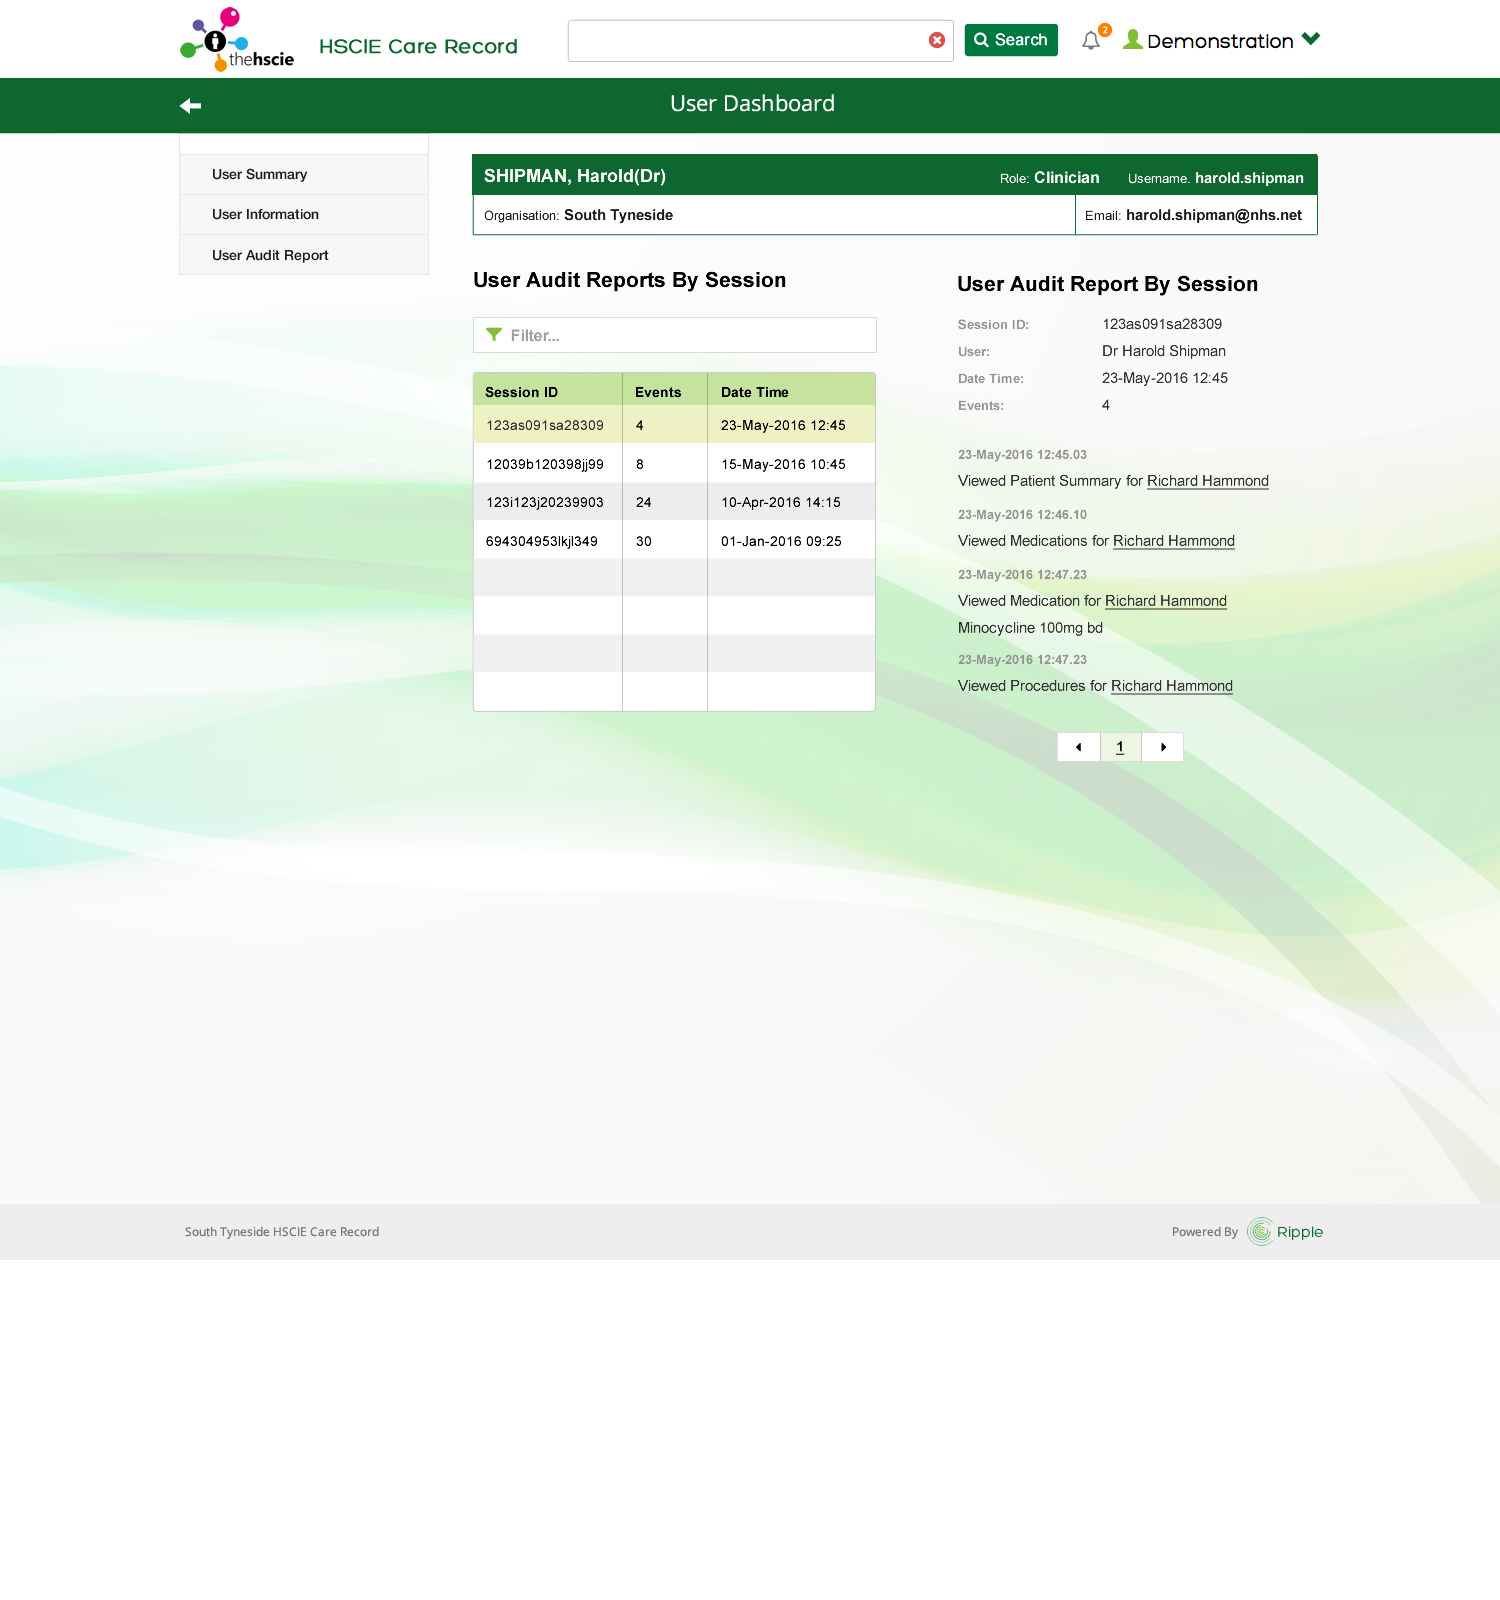 thehscie
HSCIE Care Record
Search
2
Demonstration
User Dashboard
User Summary
User Information
User Audit Report
SHIPMAN, Harold(Dr) Role: Clinician Username. harold.shipman
Organisation: South Tyneside Email: harold.shipman@nhs.net
User Audit Reports By Session
Filter...
Session ID Events Date Time
123as091sa28309 4 23-May-2016 12:45
12039b120398jj99 8 15-May-2016 10:45
123i123j20239903 24 10-Apr-2016 14:15
694304953lkjl349 30 01-Jan-2016 09:25
User Audit Report By Session
Session ID: 123as091sa28309
User: Dr Harold Shipman
Date Time: 23-May-2016 12:45
Events: 4
23-May-2016 12:45.03
Viewed Patient Summary for Richard Hammond
23-May-2016 12:46.10
Viewed Medications for Richard Hammond
23-May-2016 12:47.23
Viewed Medication for Richard Hammond
Minocycline 100mg bd
23-May-2016 12:47.23
Viewed Procedures for Richard Hammond
1
South Tyneside HSCIE Care Record
Powered By Ripple